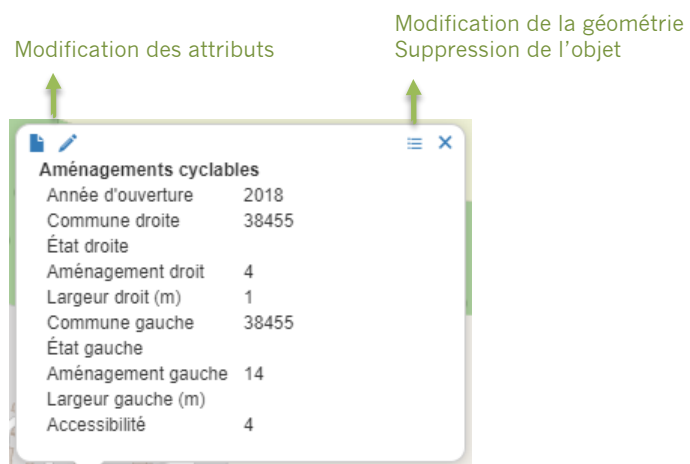 Modification de la géométrie
Modification des attributs
Suppression de l'objet
Aménagements cyclables
Année d'ouverture 2018
Commune droite 38455
État droite
Aménagement droit 4
Largeur droit (m) 1
Commune gauche 38455
État gauche
Aménagement gauche 14
Largeur gauche (m)
Accessibilité 4